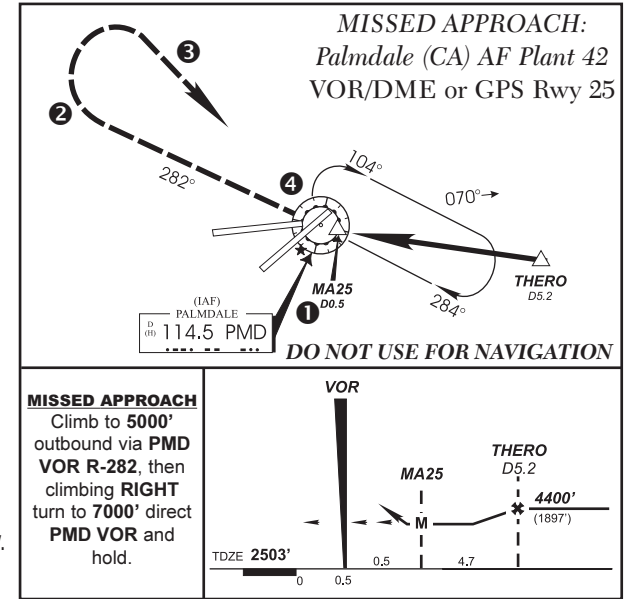 MISSED APPROACH:
Palmdale (CA) AF Plant 42
VOR/DME or GPS Rwy 25
❸
❷
282°
❹
104°
070°→
284°
THERO
D5.2
MA25
D0.5
❶
(IAF)
PALMDALE
D
(H) 114.5 PMD
DO NOT USE FOR NAVIGATION
MISSED APPROACH
Climb to 5000'
outbound via PMD
VOR R-282, then
climbing RIGHT
turn to 7000' direct
PMD VOR and
hold.
VOR
MA25
THERO
D5.2
4400'
(1897')
M
TDZE 2503'
0.5
4.7
0
0.5